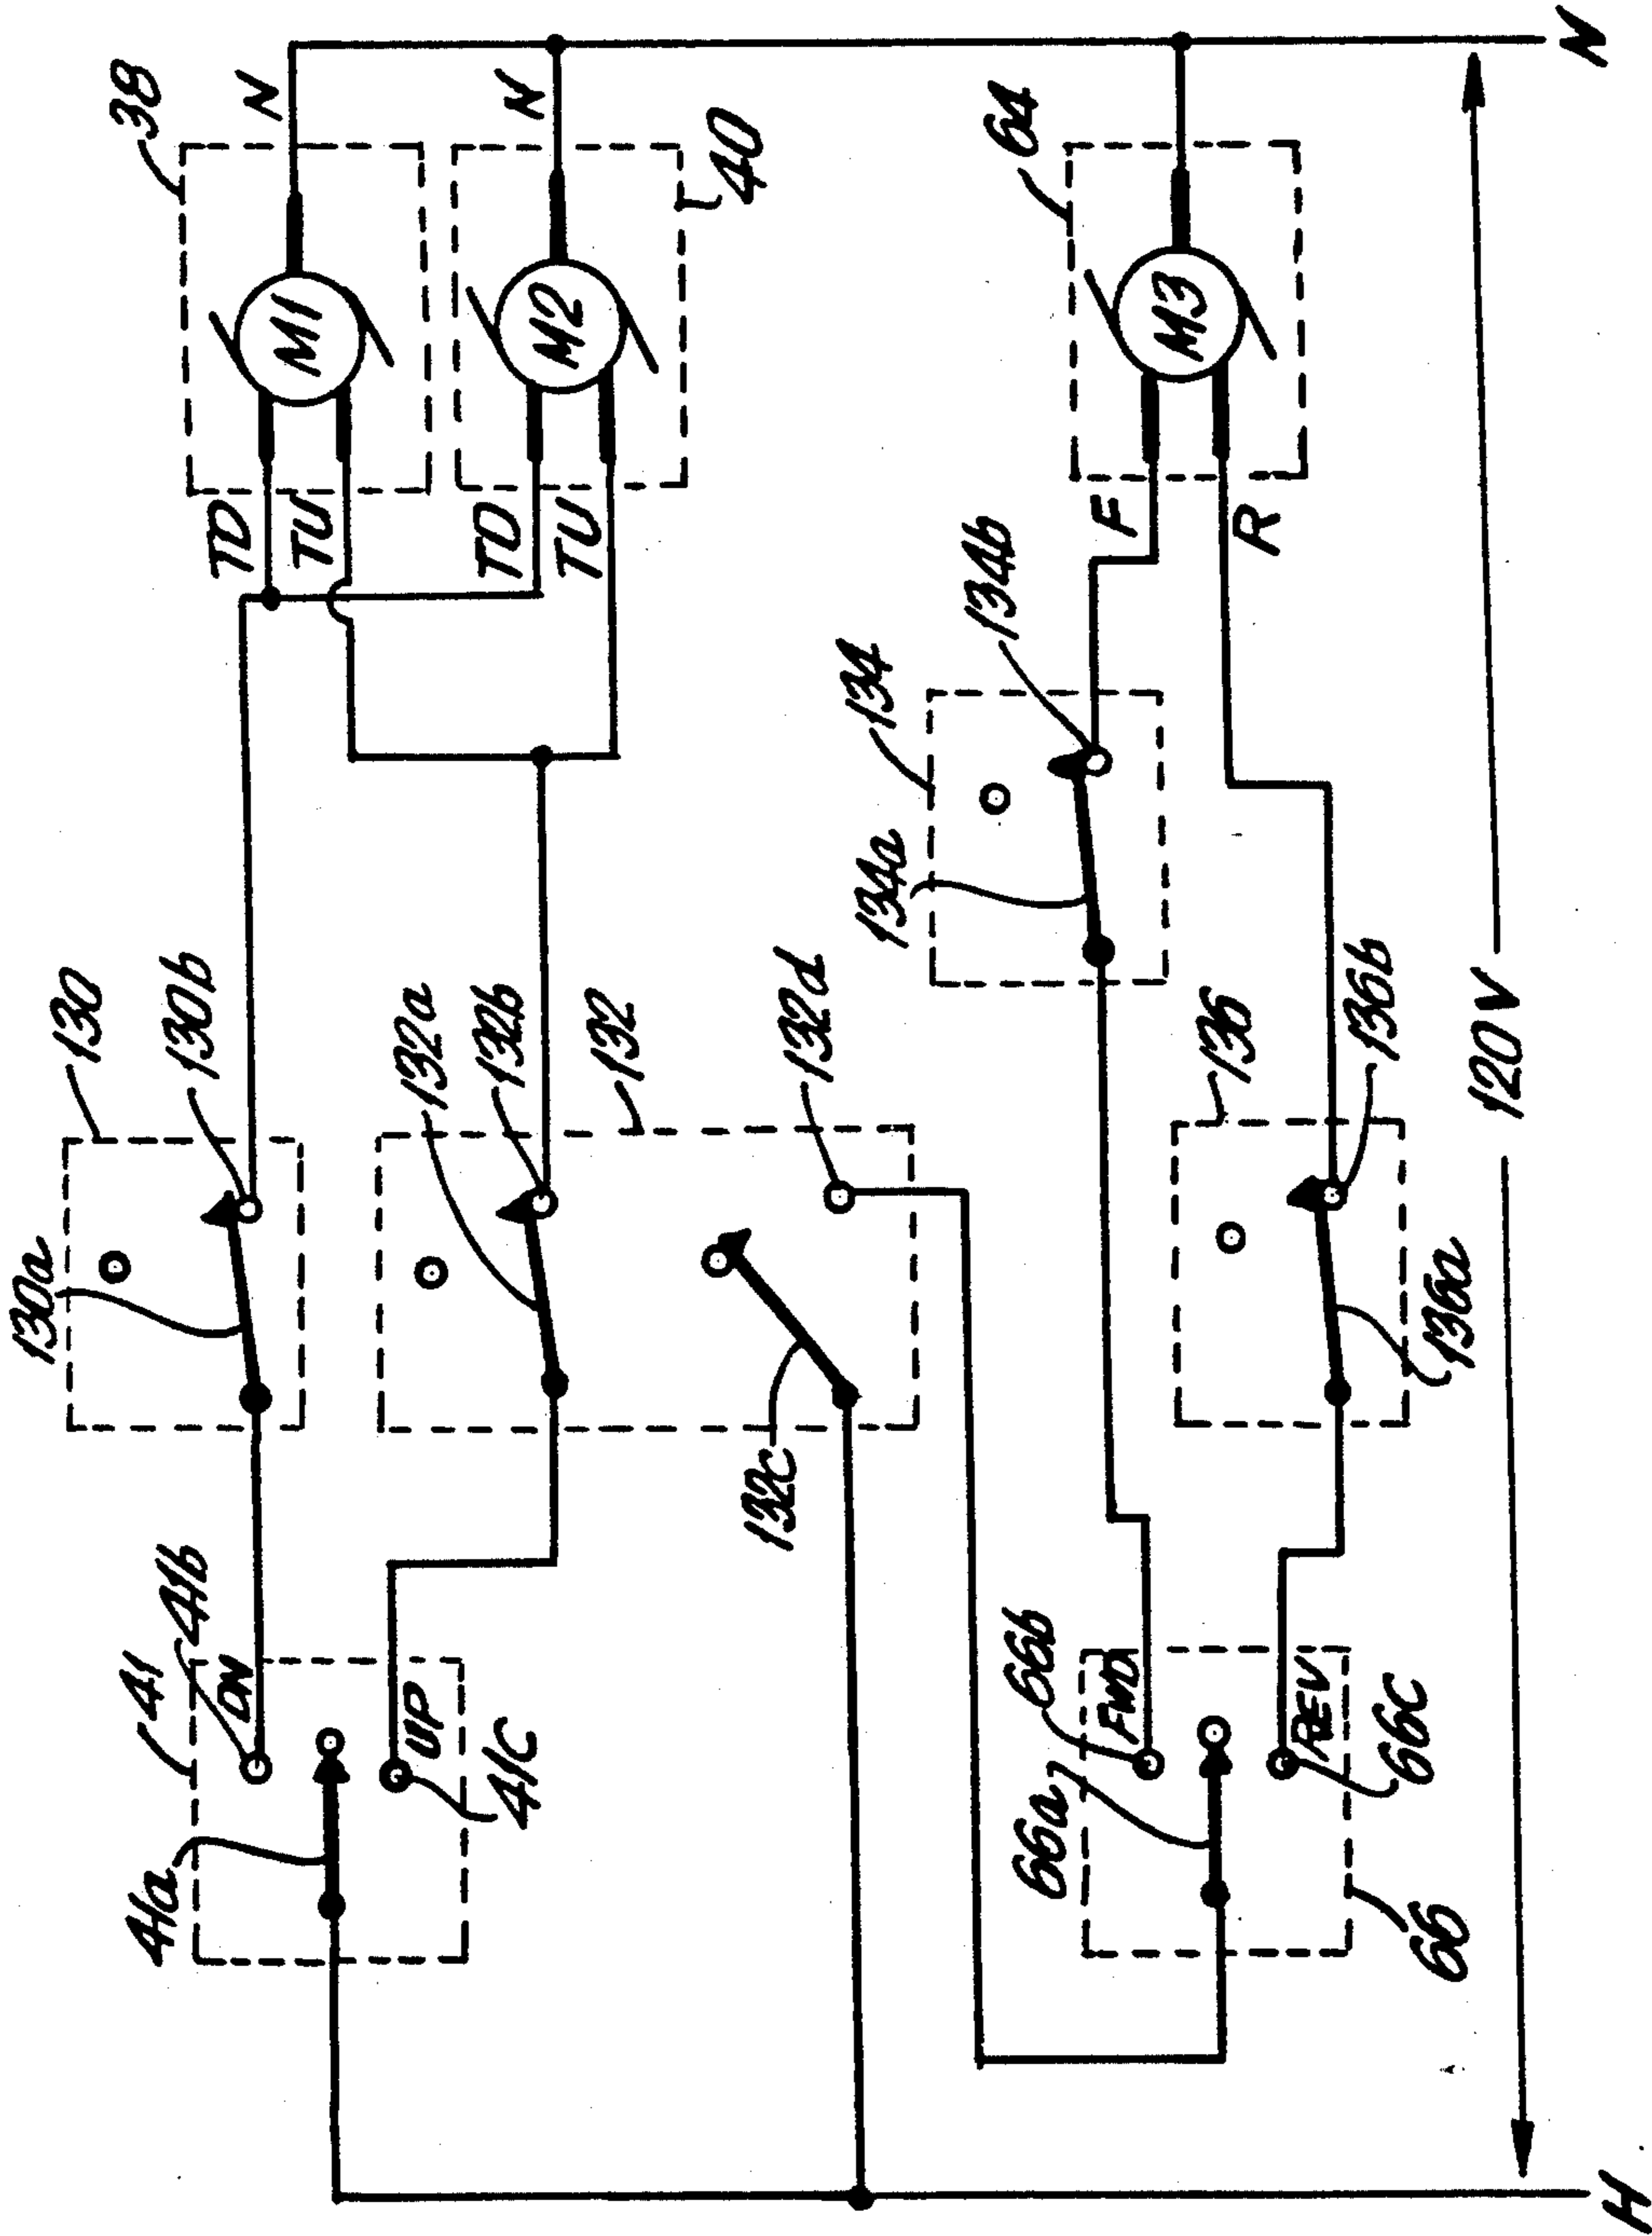 38
N
M1
TD
TU
40
N
M2
TD
TU
64
M3
F
R
130
130a
130b
132a
132b
132
132c
132d
134
134a
134b
136
136a
136b
41
41a
41b
DN
UP
41C
66a
66b
FWD
REV
66C
66
120V
H
N